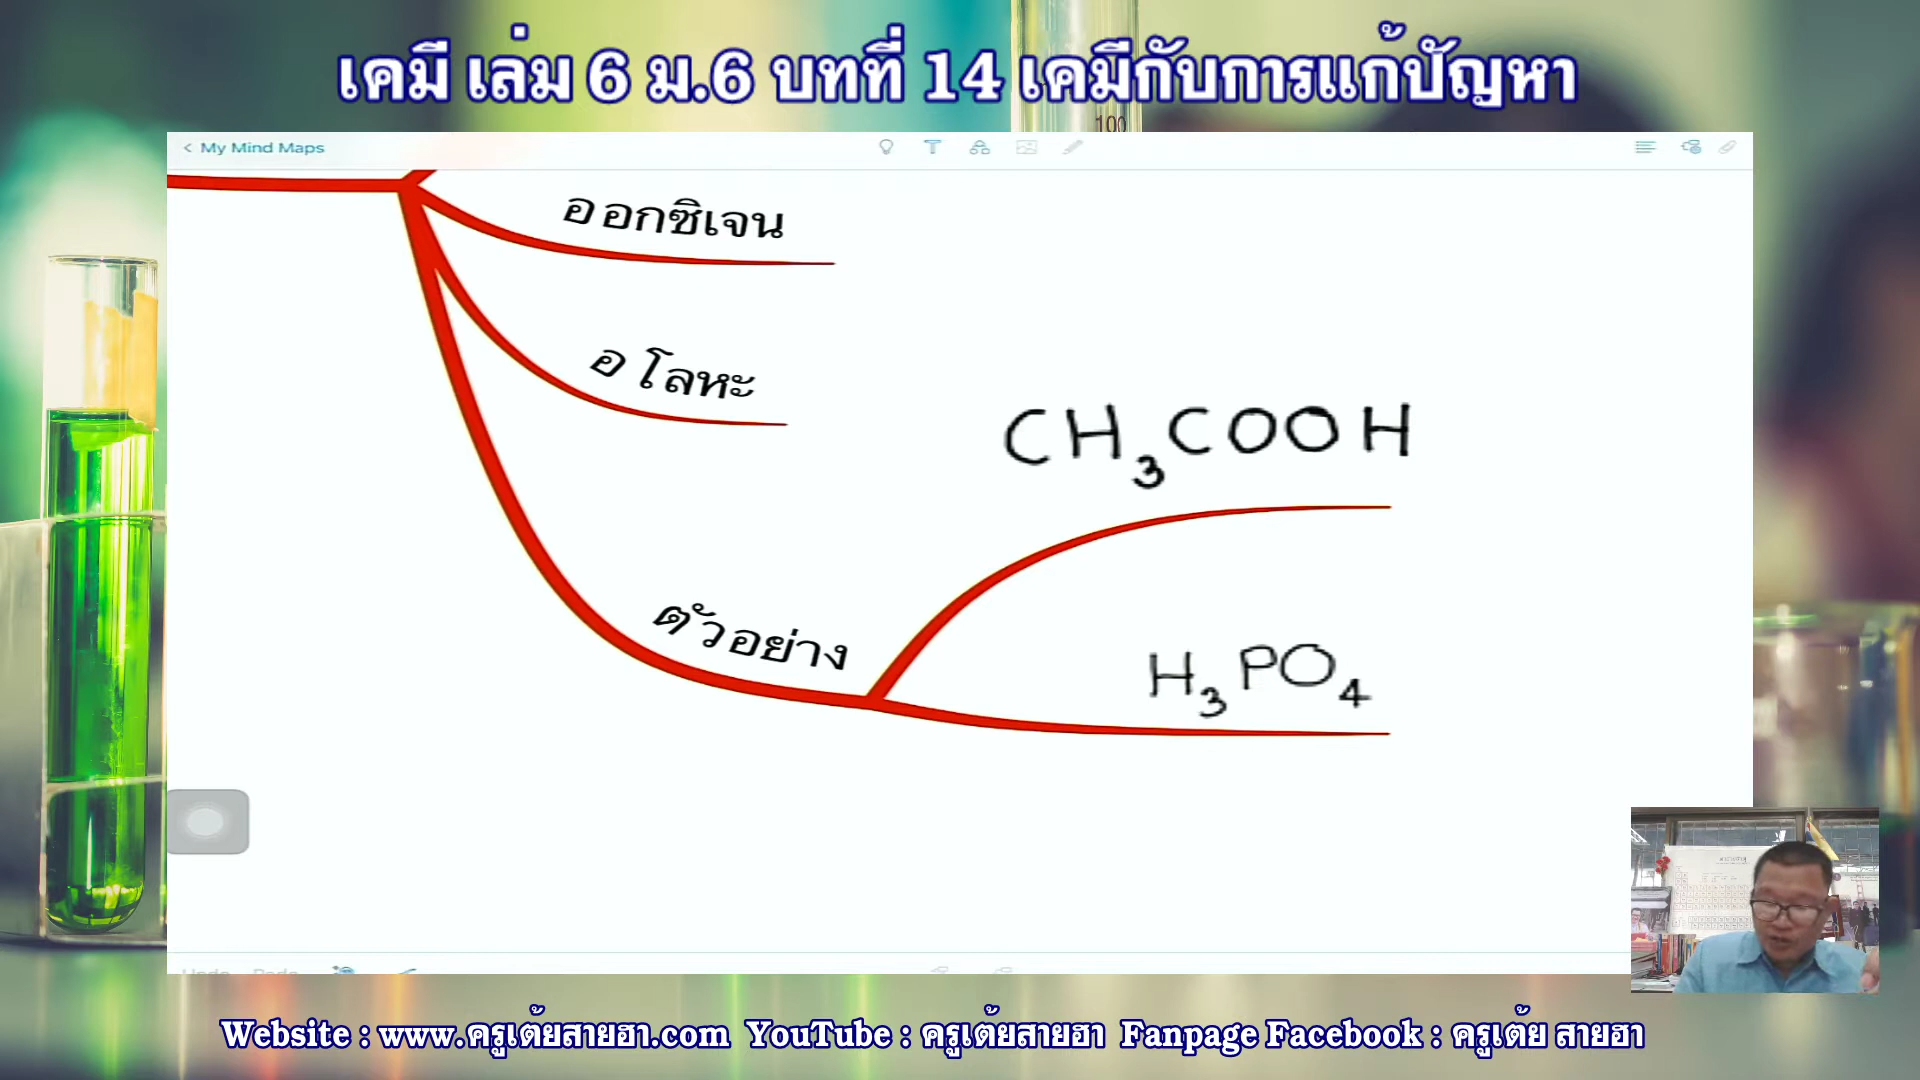 เคมี เล่ม 6 ม.6 บทที่ 14 เคมีกับการแก้ปัญหา
100
< My Mind Maps
ออกซิเจน
อโลหะ
CH3COOH
ตัวอย่าง
H3PO4
Website : www.ครูเต้ยสายฮา.com YouTube : ครูเต้ยสายฮา Fanpage Facebook : ครูเต้ย สายฮา